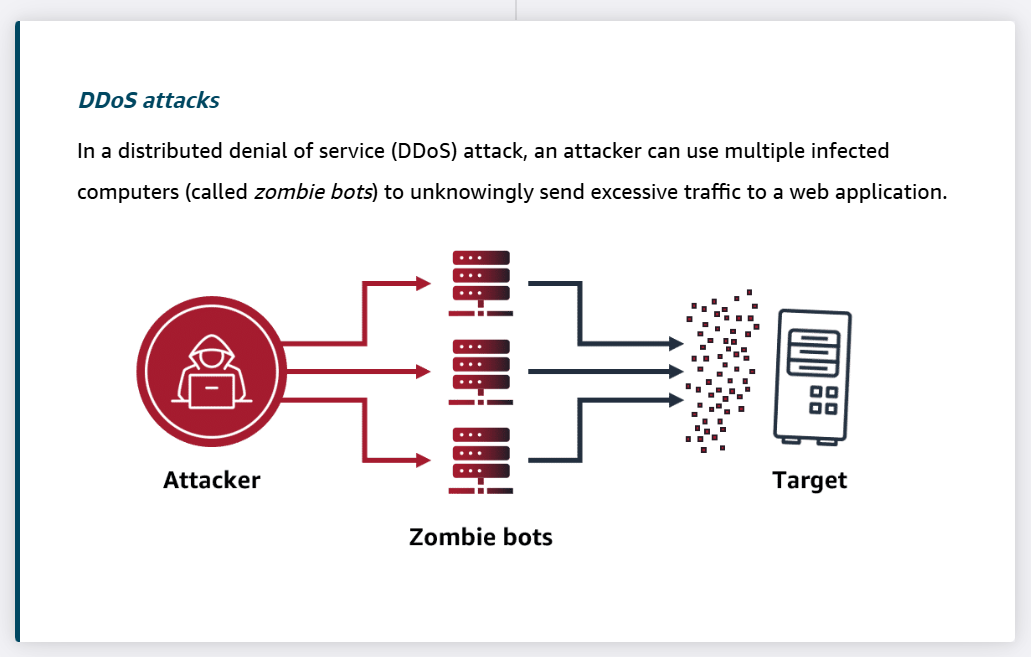 DDoS attacks
In a distributed denial of service (DDoS) attack, an attacker can use multiple infected
computers (called zombie bots) to unknowingly send excessive traffic to a web application.
Attacker
Target
Zombie bots